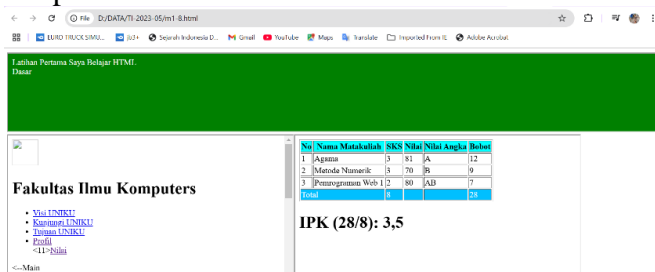 File D:/DATA/TI-2023-05/m1-8.html
EURO TRUCK SIMU... jb3+ Sejarah Indonesia D... Gmail YouTube Maps Translate Imported From IE Adobe Acrobat
Latihan Pertama Saya Belajar HTML
Dasar
Fakultas Ilmu Komputers
Visi UNIKU
Kunjungi UNIKU
Tujuan UNIKU
Profil
<11>Nilai
<--Main
No Nama Matakuliah SKS Nilai Nilai Angka Bobot
1 Agama 3 81 A 12
2 Metode Numerik 3 70 B 9
3 Pemrograman Web 1 2 80 AB 7
Total 8 28
IPK (28/8): 3,5